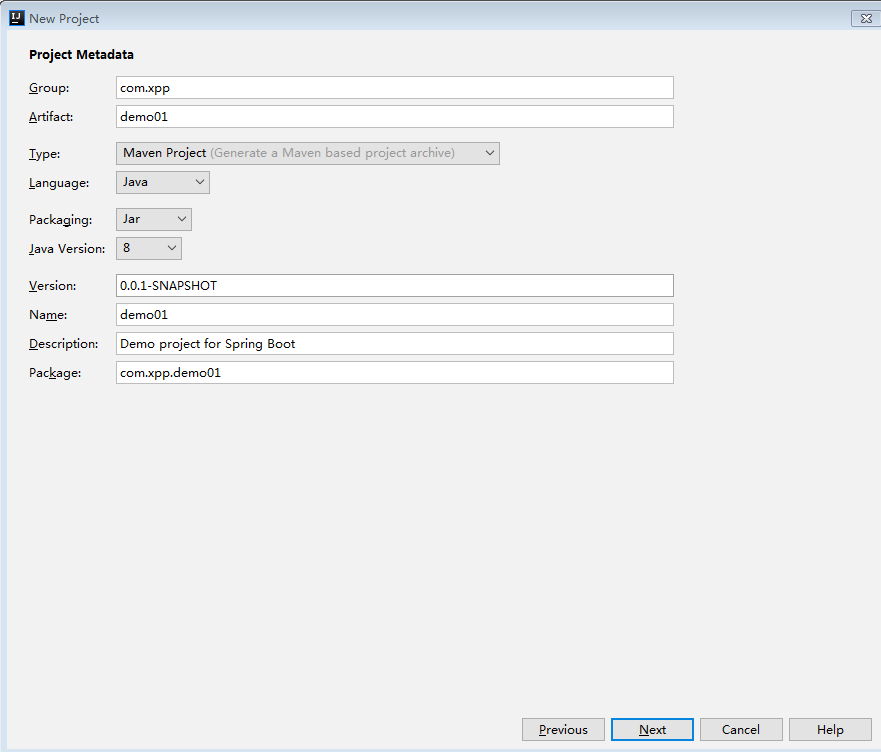 New Project
Project Metadata
Group: com.xpp
Artifact: demo01
Type: Maven Project (Generate a Maven based project archive)
Language: Java
Packaging: Jar
Java Version: 8
Version: 0.0.1-SNAPSHOT
Name: demo01
Description: Demo project for Spring Boot
Package: com.xpp.demo01
Previous Next Cancel Help